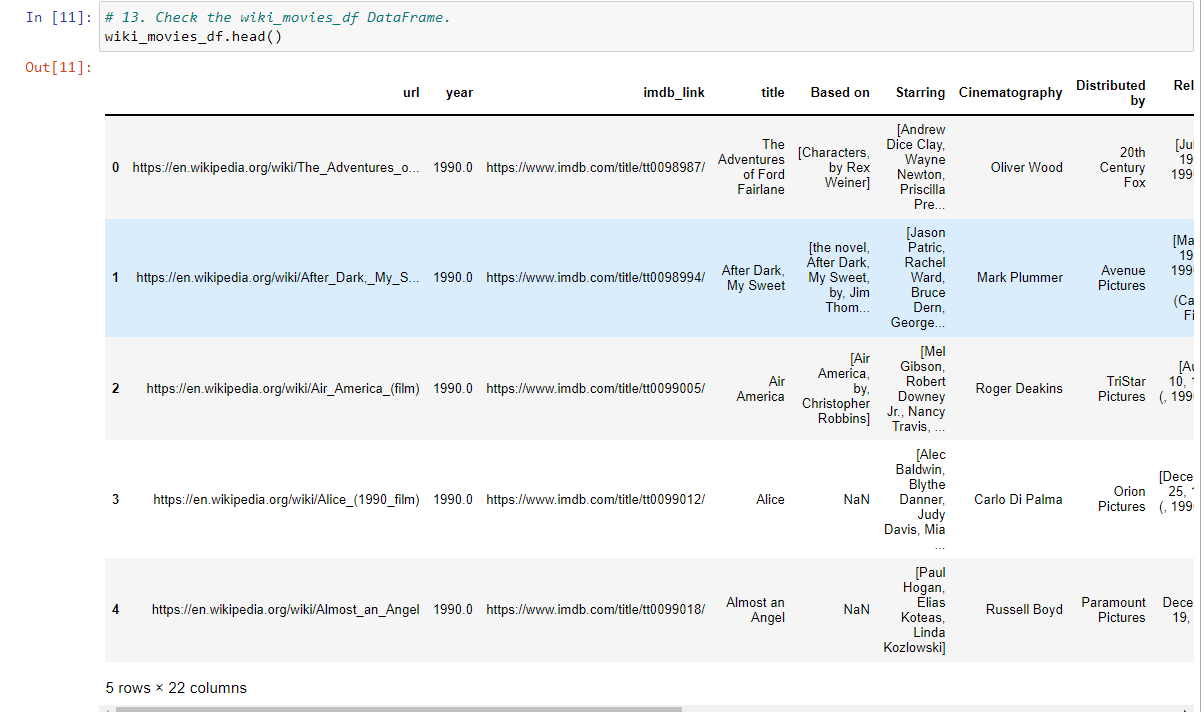 In [11]: # 13. Check the wiki_movies_df DataFrame.
wiki_movies_df.head()
Out[11]:
url year imdb_link title Based on Starring Cinematography Distributed by Rel
0 https://en.wikipedia.org/wiki/The_Adventures_o... 1990.0 https://www.imdb.com/title/tt0098987/ The Adventures of Ford Fairlane [Characters, by Rex Weiner] [Andrew Dice Clay, Wayne Newton, Priscilla Pre... Oliver Wood 20th Century Fox [Jul 19 1990
1 https://en.wikipedia.org/wiki/After_Dark,_My_S... 1990.0 https://www.imdb.com/title/tt0098994/ After Dark, My Sweet [the novel, After Dark, My Sweet, by, Jim Thom... [Jason Patric, Rachel Ward, Bruce Dern, George... Mark Plummer Avenue Pictures [Ma 19 1990 (Ca Fi
2 https://en.wikipedia.org/wiki/Air_America_(film) 1990.0 https://www.imdb.com/title/tt0099005/ Air America [Air America, by, Christopher Robbins] [Mel Gibson, Robert Downey Jr., Nancy Travis, ... Roger Deakins TriStar Pictures [Au 10, 1 (, 1990
3 https://en.wikipedia.org/wiki/Alice_(1990_film) 1990.0 https://www.imdb.com/title/tt0099012/ Alice NaN [Alec Baldwin, Blythe Danner, Judy Davis, Mia ... Carlo Di Palma Orion Pictures [Dece 25, 1 (, 1990
4 https://en.wikipedia.org/wiki/Almost_an_Angel 1990.0 https://www.imdb.com/title/tt0099018/ Almost an Angel NaN [Paul Hogan, Elias Koteas, Linda Kozlowski] Russell Boyd Paramount Pictures Dece 19,
5 rows × 22 columns